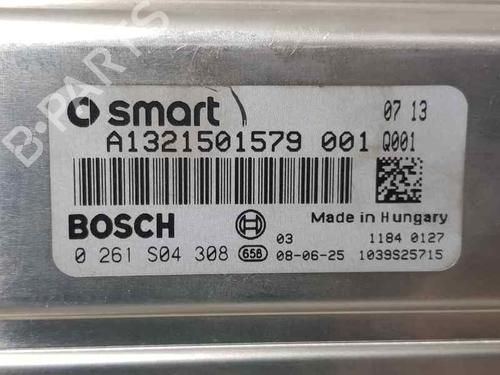 B-PARTS
smart 07 13
A1321501579 001 Q001
BOSCH Made in Hungary
03 1184 0127
0 261 S04 308 658 08-06-25 1039S25715